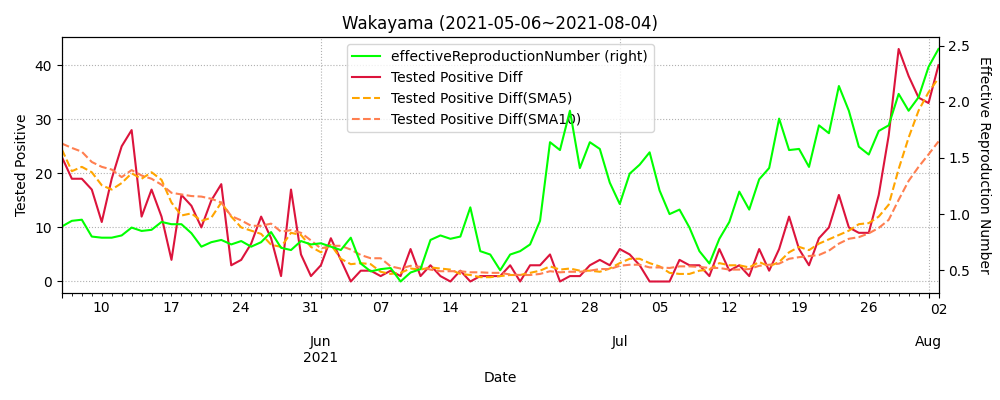 Wakayama (2021-05-06~2021-08-04)
effectiveReproductionNumber (right)
Tested Positive Diff
Tested Positive Diff(SMA5)
Tested Positive Diff(SMA10)
Tested Positive
40
30
20
10
0
2.5
2.0
1.5
1.0
0.5
Effective Reproduction Number
10 17 24 31 07 14 21 28 05 12 19 26 02
Jun Jul Aug
2021
Date